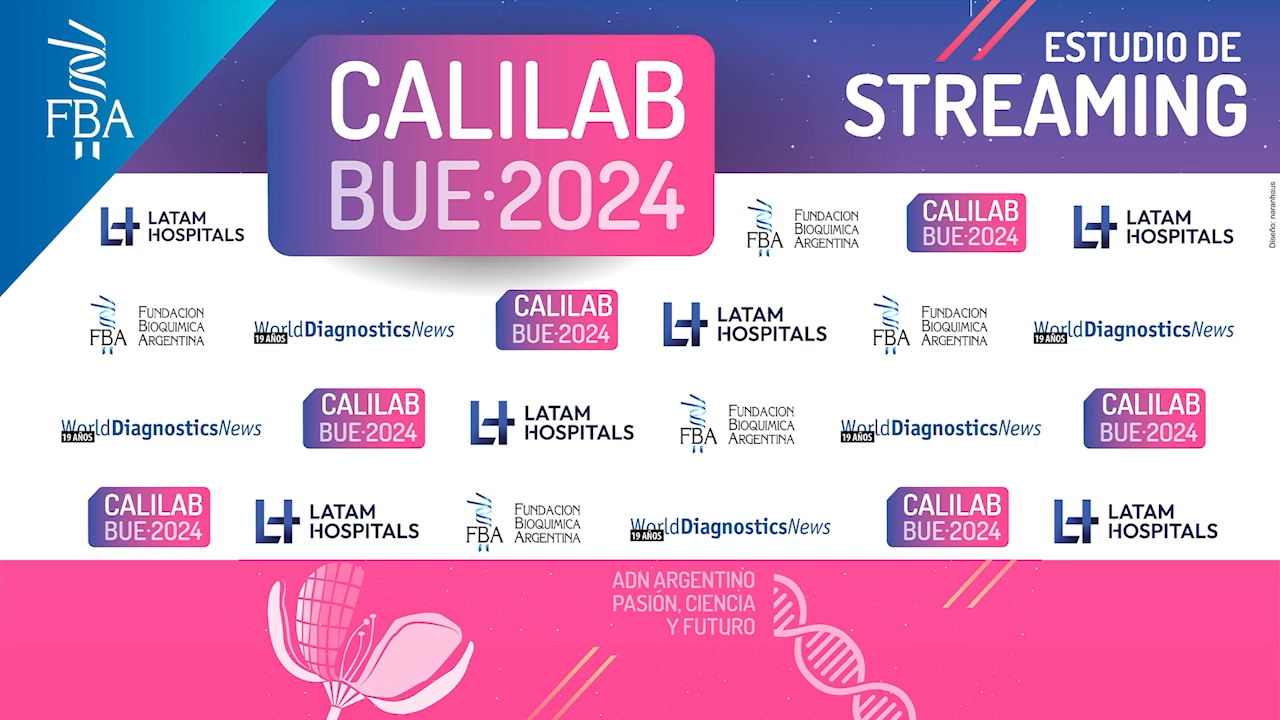 FBA
CALILAB
BUE·2024
ESTUDIO DE
STREAMING
Diseño: naranhaus
LATAM
HOSPITALS
FBA
FUNDACION
BIOQUIMICA
ARGENTINA
CALILAB
BUE·2024
LATAM
HOSPITALS
FBA
FUNDACION
BIOQUIMICA
ARGENTINA
WorldDiagnosticsNews
19 AÑOS
CALILAB
BUE·2024
LATAM
HOSPITALS
FBA
FUNDACION
BIOQUIMICA
ARGENTINA
WorldDiagnosticsNews
19 AÑOS
WorldDiagnosticsNews
19 AÑOS
CALILAB
BUE·2024
LATAM
HOSPITALS
FBA
FUNDACION
BIOQUIMICA
ARGENTINA
WorldDiagnosticsNews
19 AÑOS
CALILAB
BUE·2024
CALILAB
BUE·2024
LATAM
HOSPITALS
FBA
FUNDACION
BIOQUIMICA
ARGENTINA
WorldDiagnosticsNews
19 AÑOS
CALILAB
BUE·2024
LATAM
HOSPITALS
ADN ARGENTINO
PASIÓN, CIENCIA
Y FUTURO